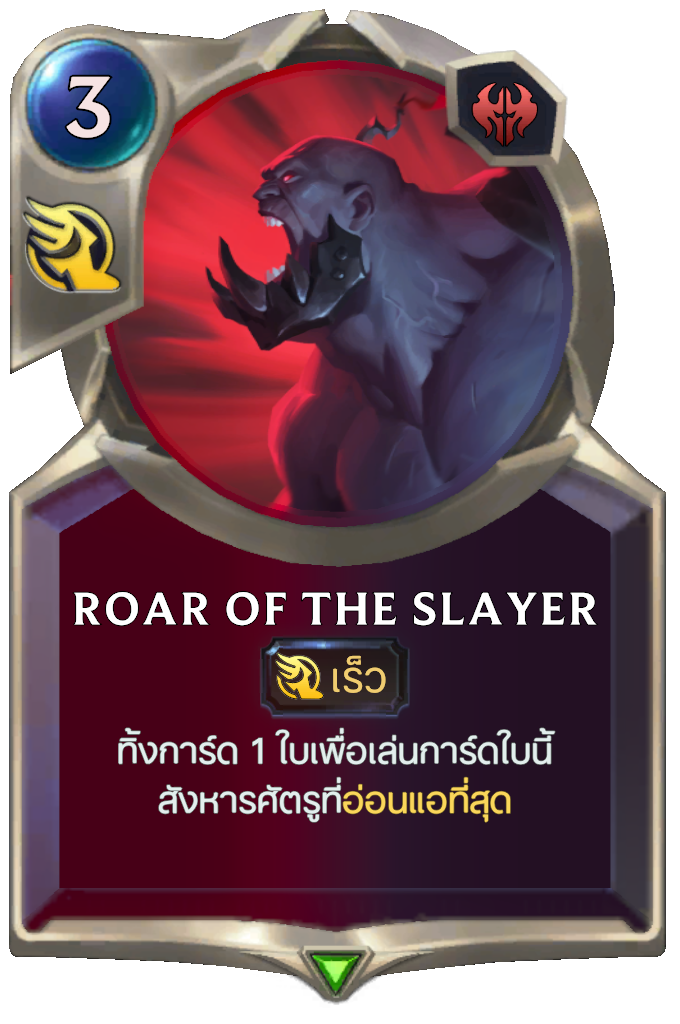 3
ROAR OF THE SLAYER
เร็ว
ทิ้งการ์ด 1 ใบเพื่อเล่นการ์ดใบนี้
สังหารศัตรูที่อ่อนแอที่สุด